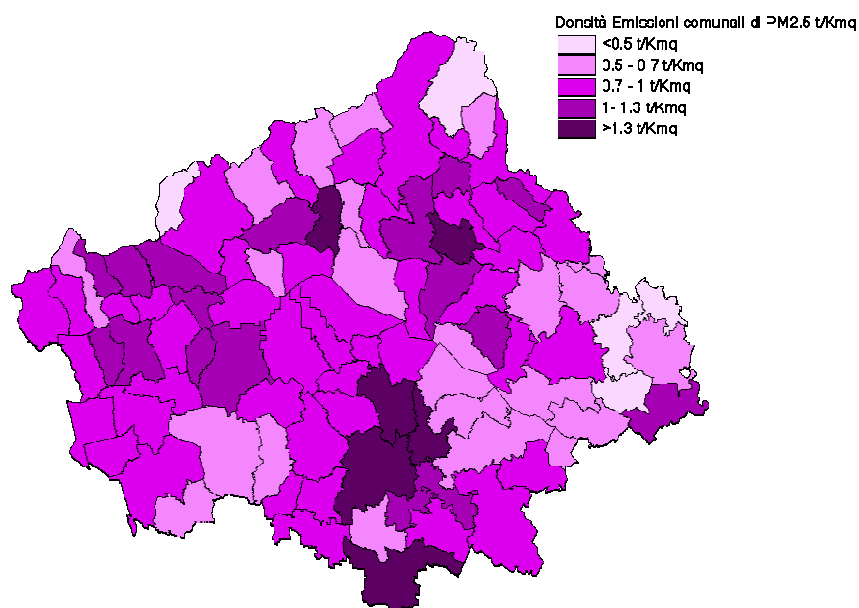 Donsità Emissioni comunali di PM2.5 t/Kmq
<0.5 t/Kmq
0.5 - 0.7 t/Kmq
0.7 - 1 t/Kmq
1- 1.3 t/Kmq
>1.3 t/Kmq